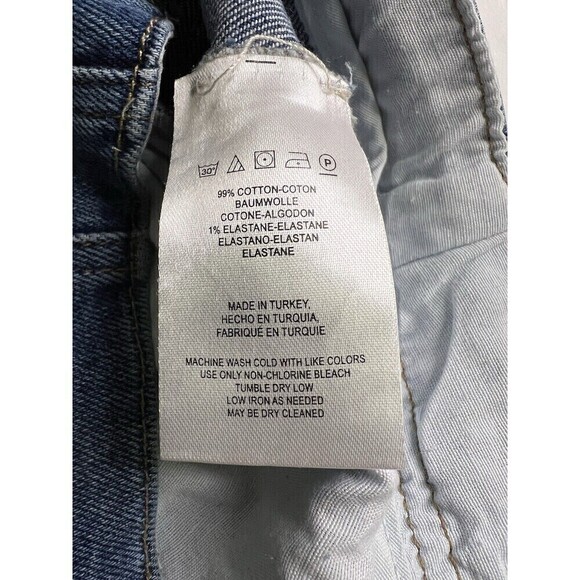 30° P
99% COTTON-COTON
BAUMWOLLE
COTONE-ALGODON
1% ELASTANE-ELASTANE
ELASTANO-ELASTAN
ELASTANE
MADE IN TURKEY,
HECHO EN TURQUIA,
FABRIQUÉ EN TURQUIE
MACHINE WASH COLD WITH LIKE COLORS
USE ONLY NON-CHLORINE BLEACH
TUMBLE DRY LOW
LOW IRON AS NEEDED
MAY BE DRY CLEANED